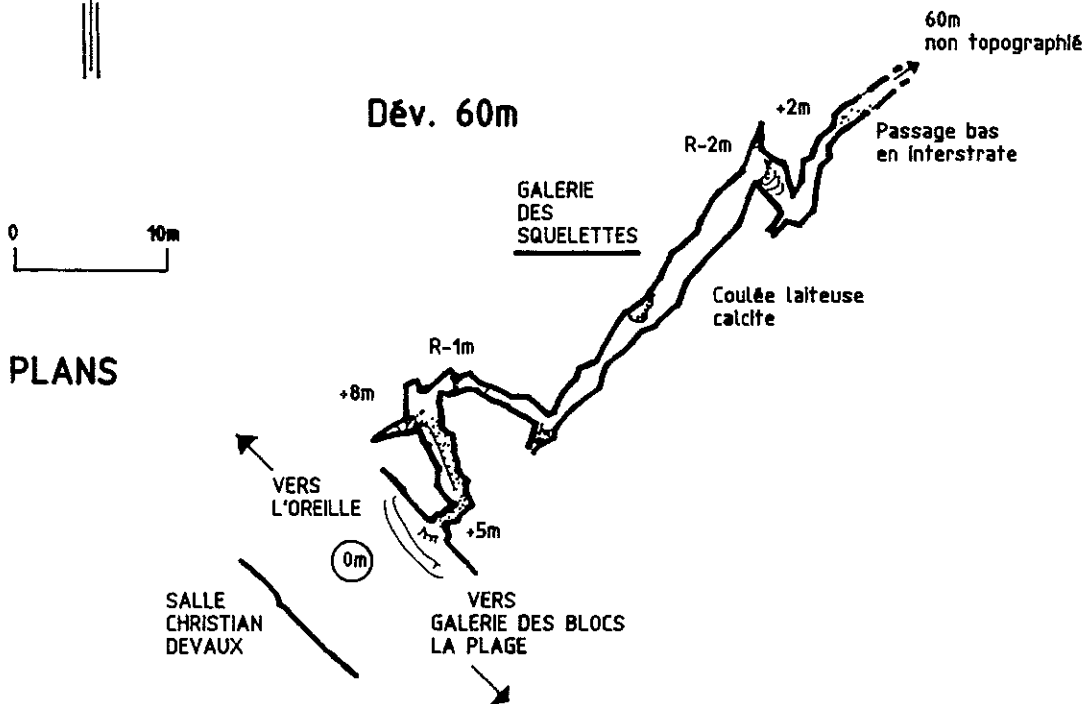 60m
non topographié
Dév. 60m
+2m
R-2m
Passage bas
en interstrate
GALERIE
DES
SQUELETTES
0 10m
Coulée laiteuse
calcite
R-1m
PLANS
+8m
VERS
L'OREILLE
+5m
0m
SALLE
CHRISTIAN
DEVAUX
VERS
GALERIE DES BLOCS
LA PLAGE